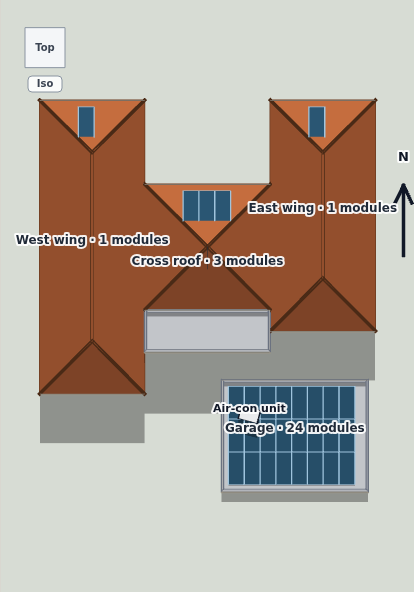 Top
Iso
N
East wing · 1 modules
West wing · 1 modules
Cross roof · 3 modules
Air-con unit
Garage · 24 modules